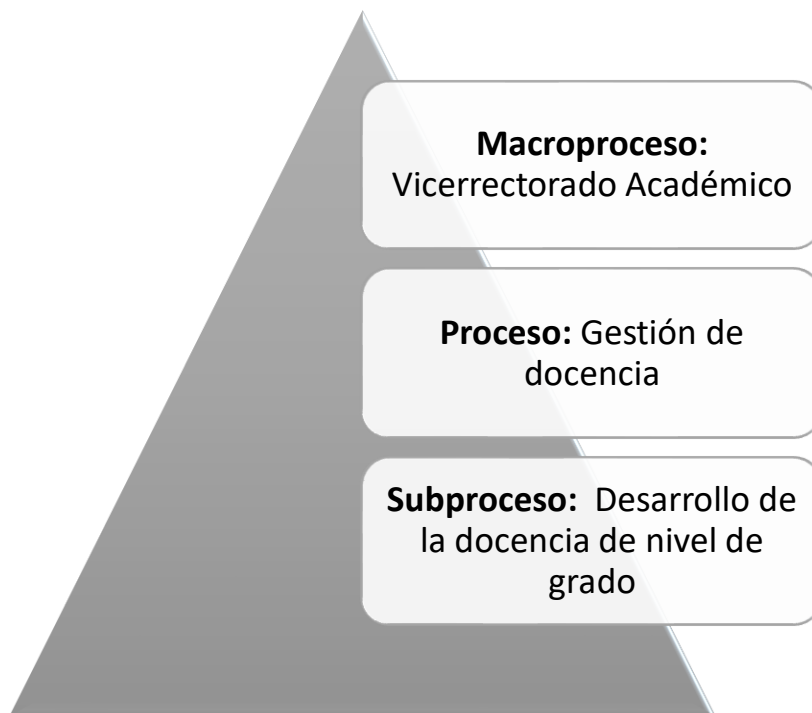 Macroproceso:
Vicerrectorado Académico
Proceso: Gestión de
docencia
Subproceso: Desarrollo de
la docencia de nivel de
grado